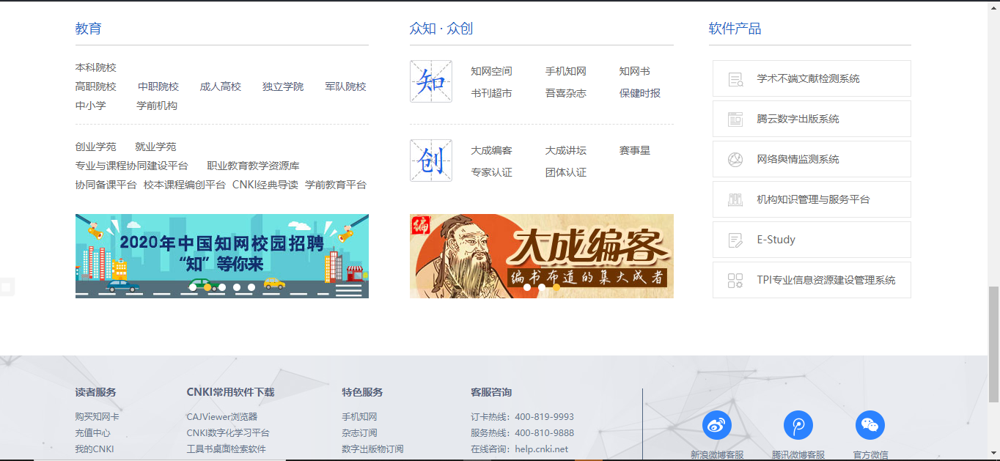 教育
本科院校
高职院校 中职院校 成人高校 独立学院 军队院校
中小学 学前机构
创业学苑 就业学苑
专业与课程协同建设平台 职业教育教学资源库
协同备课平台 校本课程编创平台 CNKI经典导读 学前教育平台
2020年中国知网校园招聘
“知”等你来
众知 · 众创
知
知网空间 手机知网 知网书
书刊超市 吾喜杂志 保健时报
创
大成编客 大成讲坛 赛事星
专家认证 团体认证
编
大成编客
编书布道的集大成者
软件产品
学术不端文献检测系统
腾云数字出版系统
网络舆情监测系统
机构知识管理与服务平台
E-Study
TPI专业信息资源建设管理系统
读者服务
购买知网卡
充值中心
我的CNKI
CNKI常用软件下载
CAJViewer浏览器
CNKI数字化学习平台
工具书桌面检索软件
特色服务
手机知网
杂志订阅
数字出版物订阅
客服咨询
订卡热线：400-819-9993
服务热线：400-810-9888
在线咨询：help.cnki.net
新浪微博客服
腾讯微博客服
官方微信